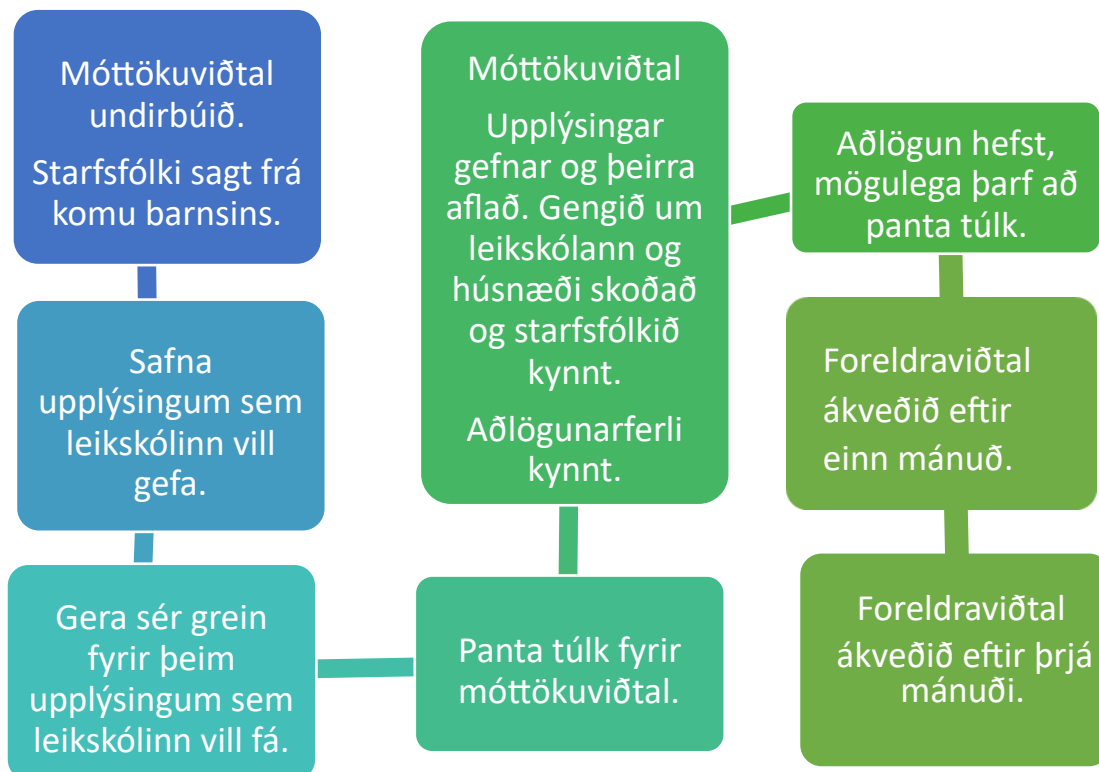 Móttökuviðtal
undirbúið.
Starfsfólki sagt frá
komu barnsins.
Safna
upplýsingum sem
leikskólinn vill
gefa.
Gera sér grein
fyrir þeim
upplýsingum sem
leikskólinn vill fá.
Panta túlk fyrir
móttökuviðtal.
Móttökuviðtal
Upplýsingar
gefnar og þeirra
aflað. Gengið um
leikskólann og
húsnæði skoðað
og starfsfólkið
kynnt.
Aðlögunarferli
kynnt.
Aðlögun hefst,
mögulega þarf að
panta túlk.
Foreldraviðtal
ákveðið eftir
einn mánuð.
Foreldraviðtal
ákveðið eftir þrjá
mánuði.